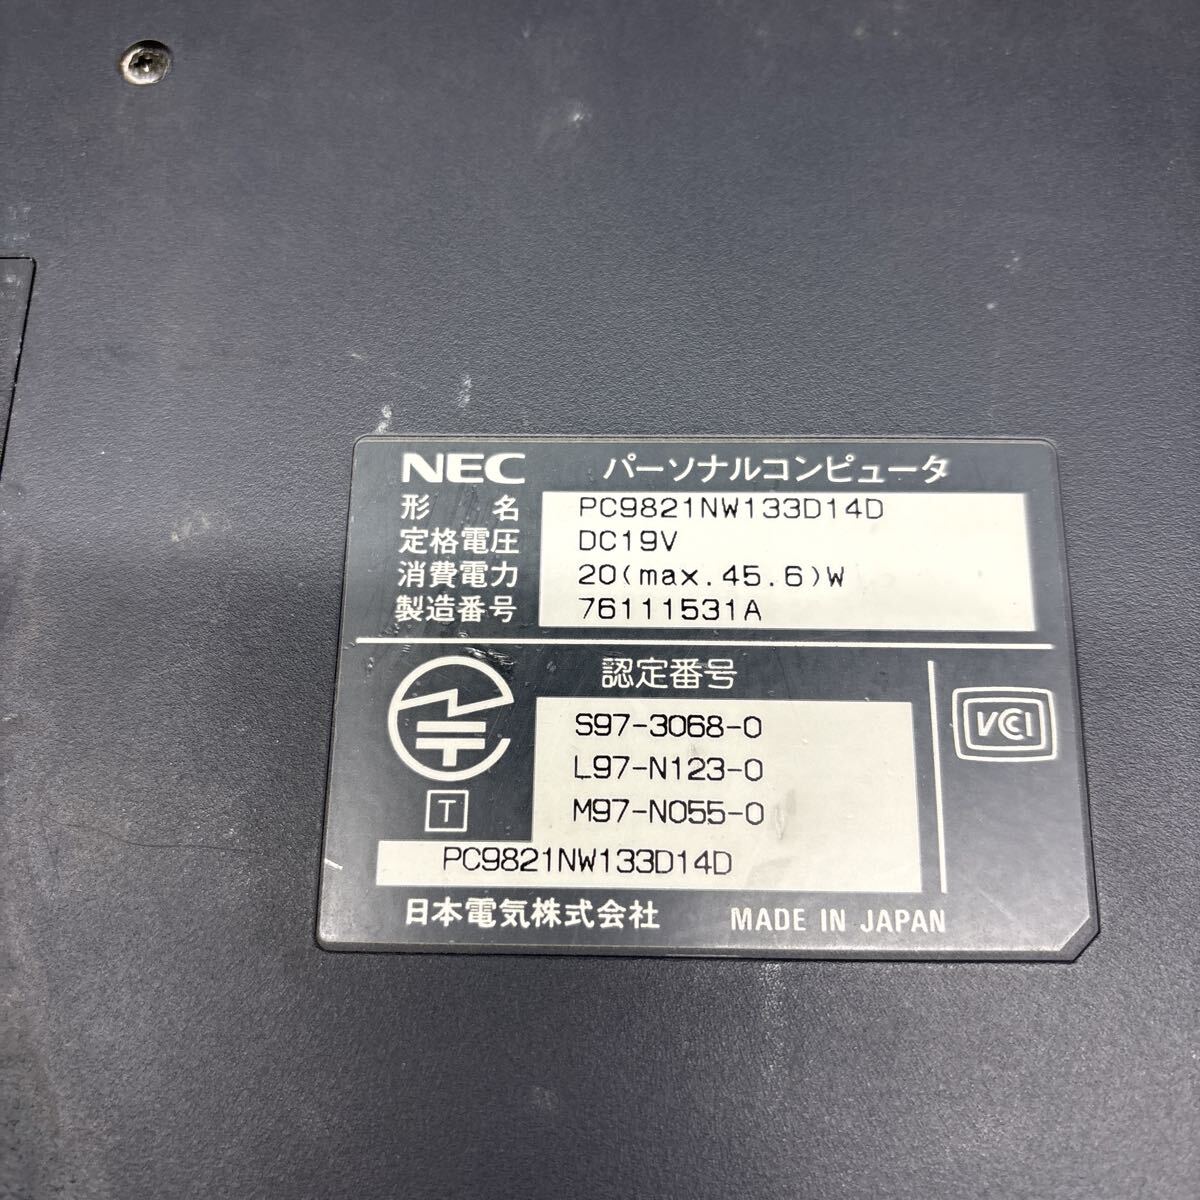 NEC パーソナルコンピュータ
形名 PC9821NW133D14D
定格電圧 DC19V
消費電力 20(max.45.6)W
製造番号 76111531A
認定番号
S97-3068-0
L97-N123-0
M97-N055-0
T
VCI
PC9821NW133D14D
日本電気株式会社 MADE IN JAPAN